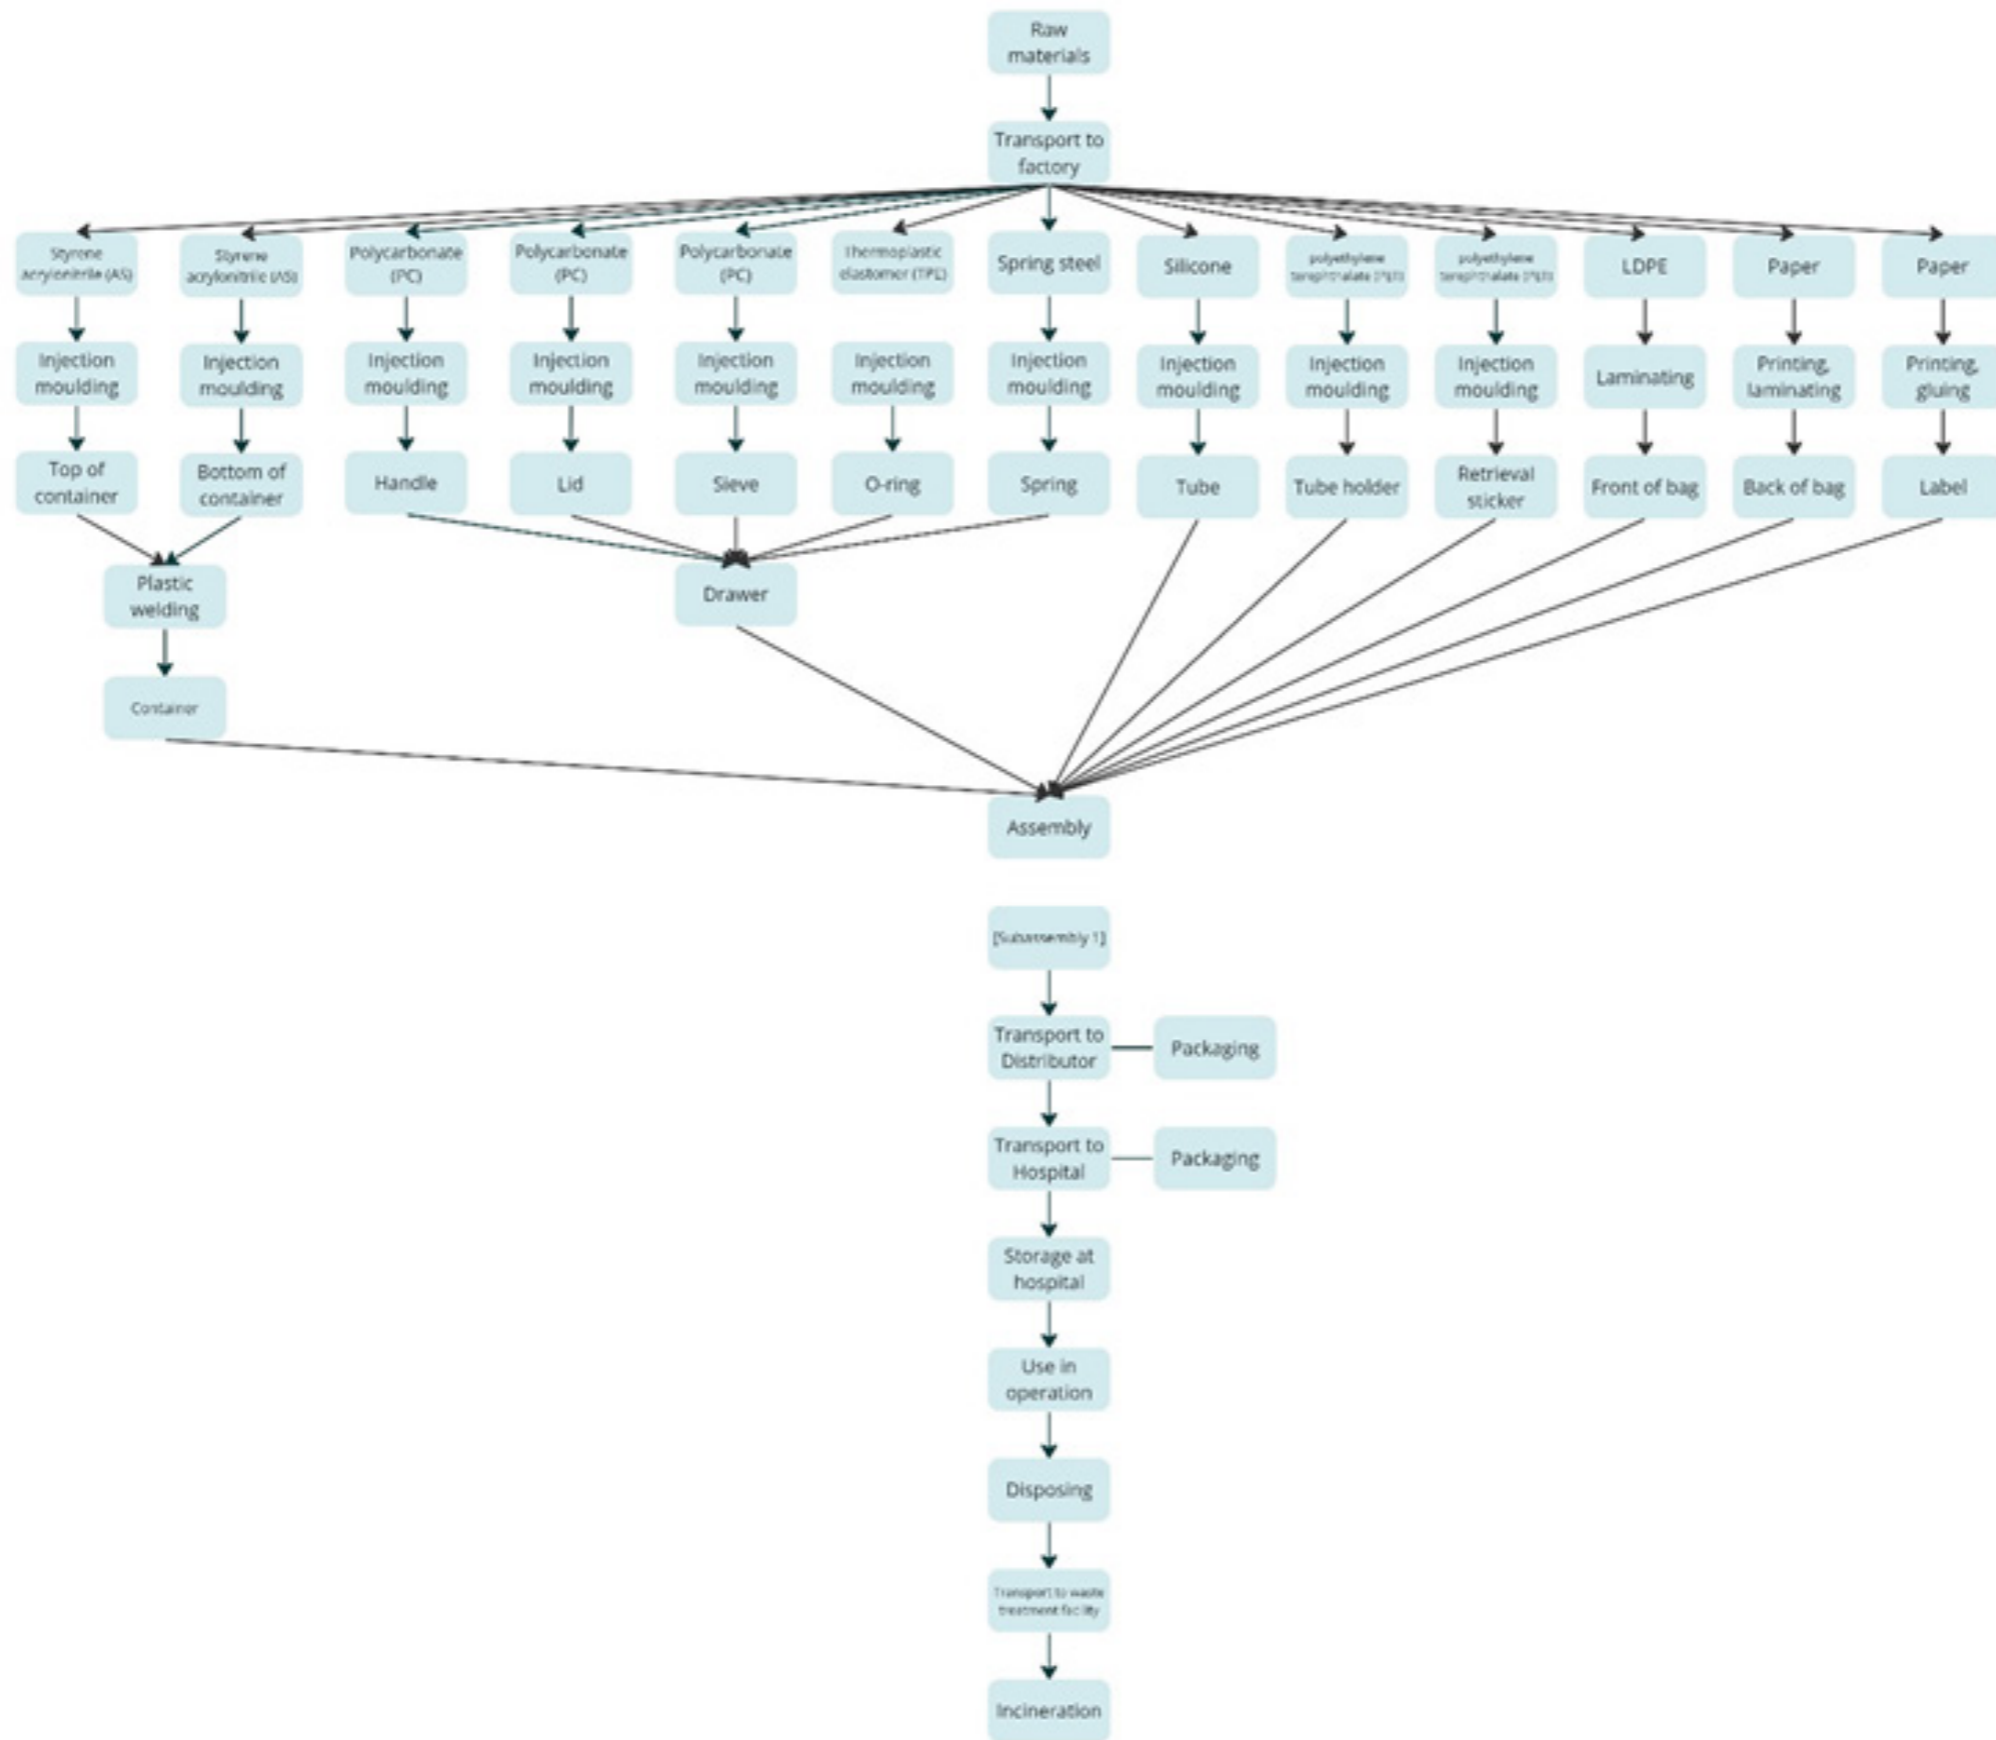 Raw
materials
Transport to
factory
Styrene
acrylonitrile (AS)
Styrene
acrylonitrile (AS)
Polycarbonate
(PC)
Polycarbonate
(PC)
Polycarbonate
(PC)
Thermoplastic
elastomer (TPE)
Spring steel
Silicone
polyethylene
polyethylene
LDPE
Paper
Paper
Injection
moulding
Injection
moulding
Injection
moulding
Injection
moulding
Injection
moulding
Injection
moulding
Injection
moulding
Injection
moulding
Injection
moulding
Injection
moulding
Laminating
Printing,
laminating
Printing,
gluing
Top of
container
Bottom of
container
Handle
Lid
Sieve
O-ring
Spring
Tube
Tube holder
Retrieval
sticker
Front of bag
Back of bag
Label
Plastic
welding
Drawer
Container
Assembly
[Subassembly 1]
Transport to
Distributor
Packaging
Transport to
Hospital
Packaging
Storage at
hospital
Use in
operation
Disposing
Transport to waste
treatment facility
Incineration